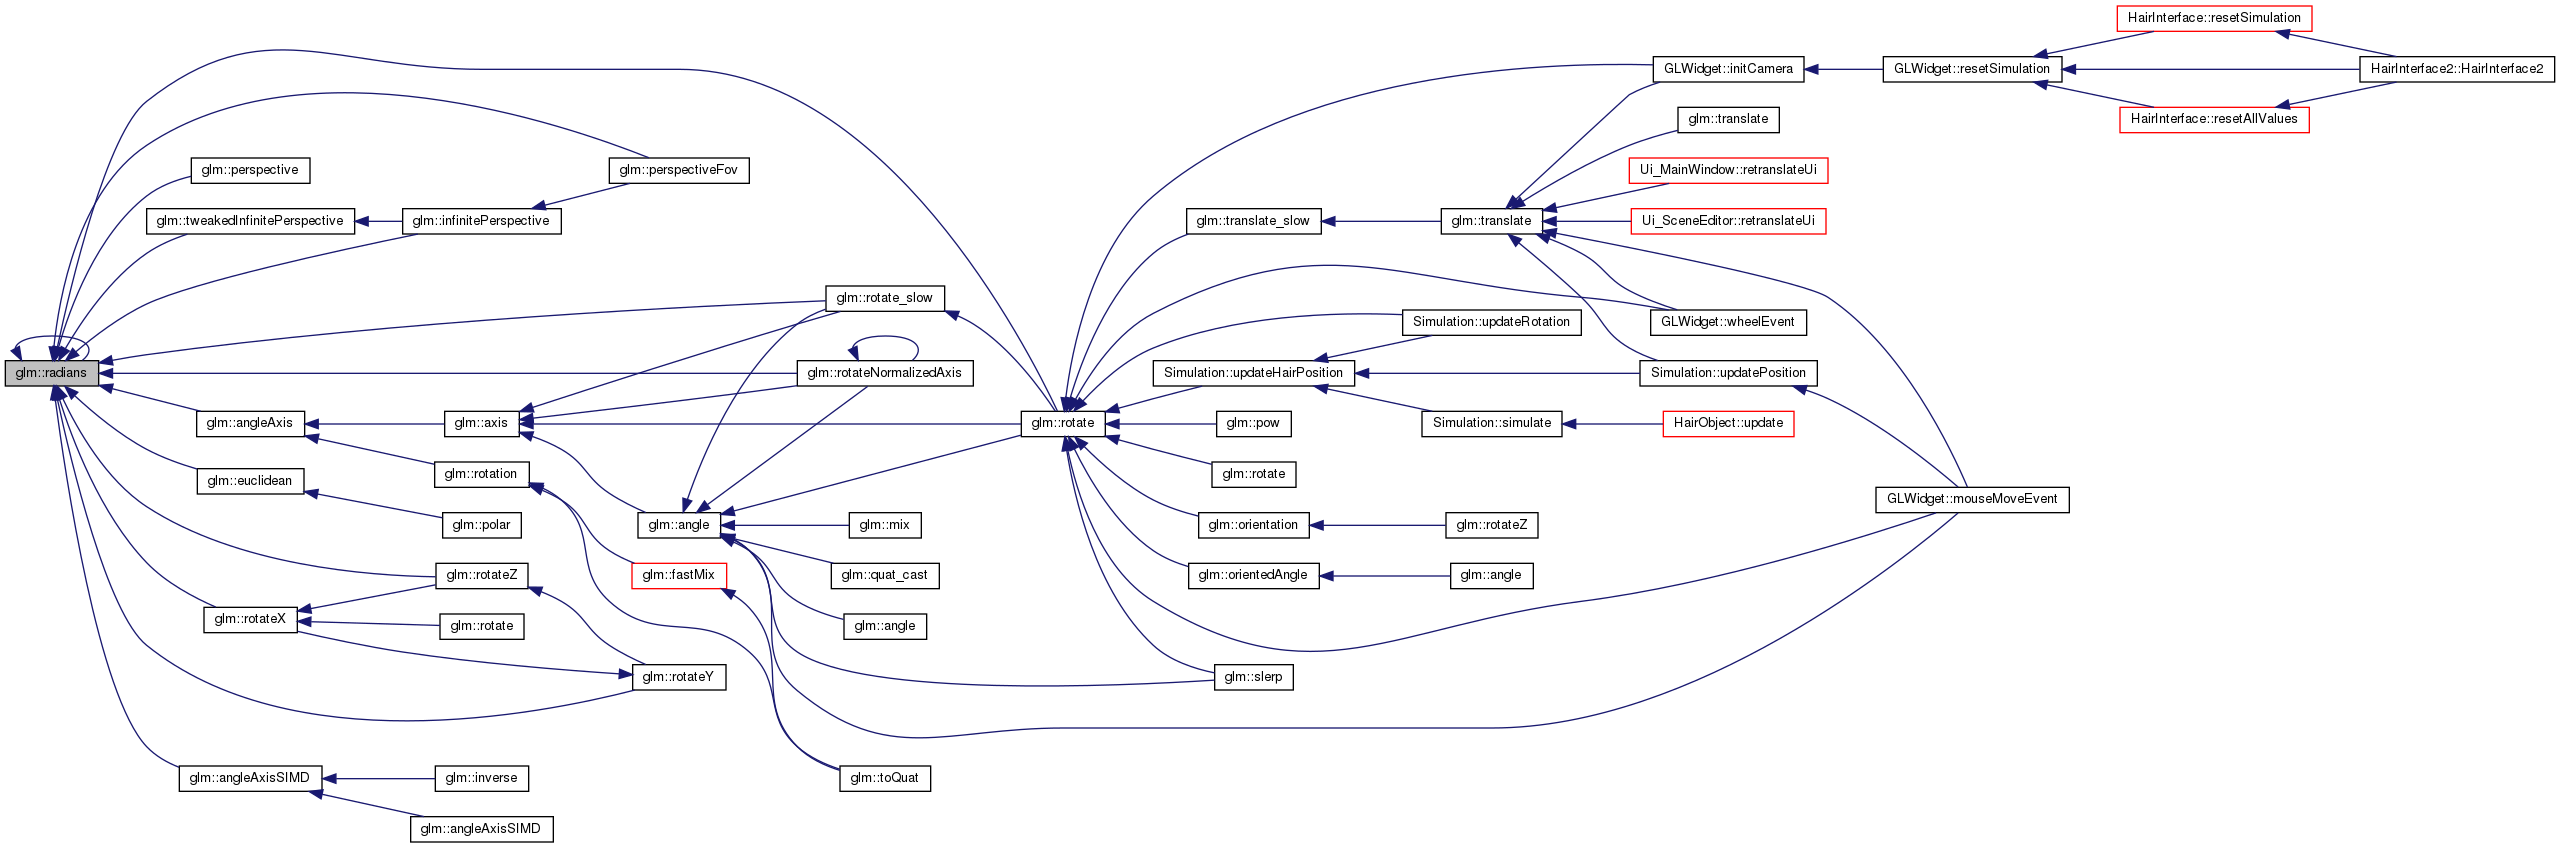 HairInterface::resetSimulation
GLWidget::initCamera
GLWidget::resetSimulation
HairInterface2::HairInterface2
glm::translate
HairInterface::resetAllValues
glm::perspective
glm::perspectiveFov
Ui_MainWindow::retranslateUi
glm::tweakedInfinitePerspective
glm::infinitePerspective
glm::translate_slow
glm::translate
Ui_SceneEditor::retranslateUi
glm::rotate_slow
Simulation::updateRotation
GLWidget::wheelEvent
glm::radians
glm::rotateNormalizedAxis
Simulation::updateHairPosition
Simulation::updatePosition
glm::angleAxis
glm::axis
glm::rotate
glm::pow
Simulation::simulate
HairObject::update
glm::euclidean
glm::rotation
glm::rotate
GLWidget::mouseMoveEvent
glm::polar
glm::angle
glm::mix
glm::orientation
glm::rotateZ
glm::rotateZ
glm::fastMix
glm::quat_cast
glm::orientedAngle
glm::angle
glm::rotateX
glm::rotate
glm::angle
glm::rotateY
glm::slerp
glm::angleAxisSIMD
glm::inverse
glm::toQuat
glm::angleAxisSIMD